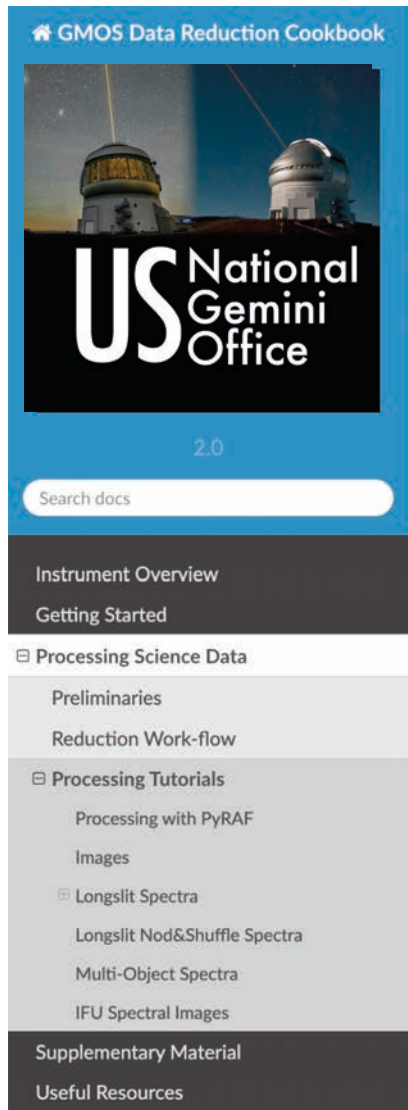 GMOS Data Reduction Cookbook
US National
Gemini
Office
2.0
Search docs
Instrument Overview
Getting Started
Processing Science Data
Preliminaries
Reduction Work-flow
Processing Tutorials
Processing with PyRAF
Images
Longslit Spectra
Longslit Nod&Shuffle Spectra
Multi-Object Spectra
IFU Spectral Images
Supplementary Material
Useful Resources